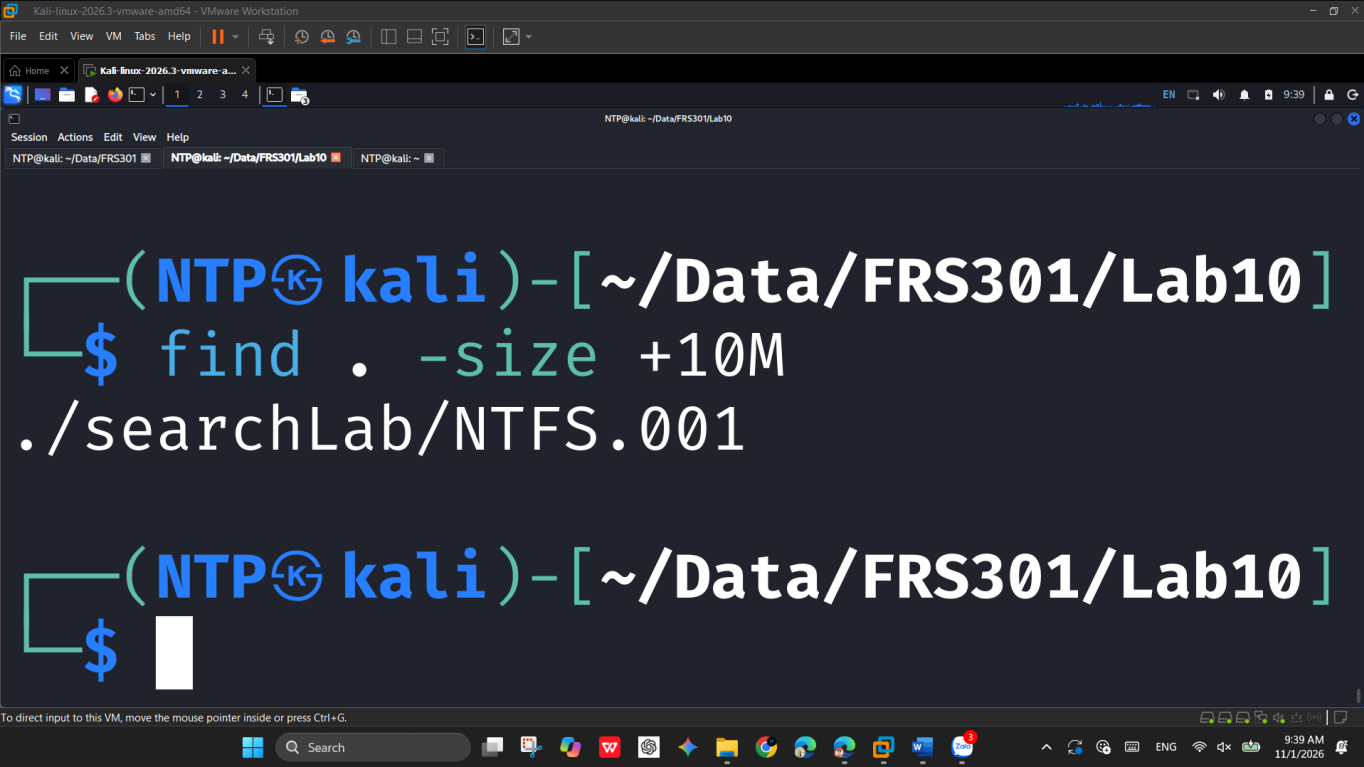 Kali-linux-2026.3-vmware-amd64 - VMware Workstation
File Edit View VM Tabs Help
Home Kali-linux-2026.3-vmware-a...
1 2 3 4 3 EN 9:39
NTP@kali: ~/Data/FRS301/Lab10
Session Actions Edit View Help
NTP@kali: ~/Data/FRS301 NTP@kali: ~/Data/FRS301/Lab10 NTP@kali: ~
┌──(NTP㉿kali)-[~/Data/FRS301/Lab10]
└─$ find . -size +10M
./searchLab/NTFS.001
┌──(NTP㉿kali)-[~/Data/FRS301/Lab10]
└─$
To direct input to this VM, move the mouse pointer inside or press Ctrl+G.
Search Zalo 3 ENG 9:39 AM
11/1/2026